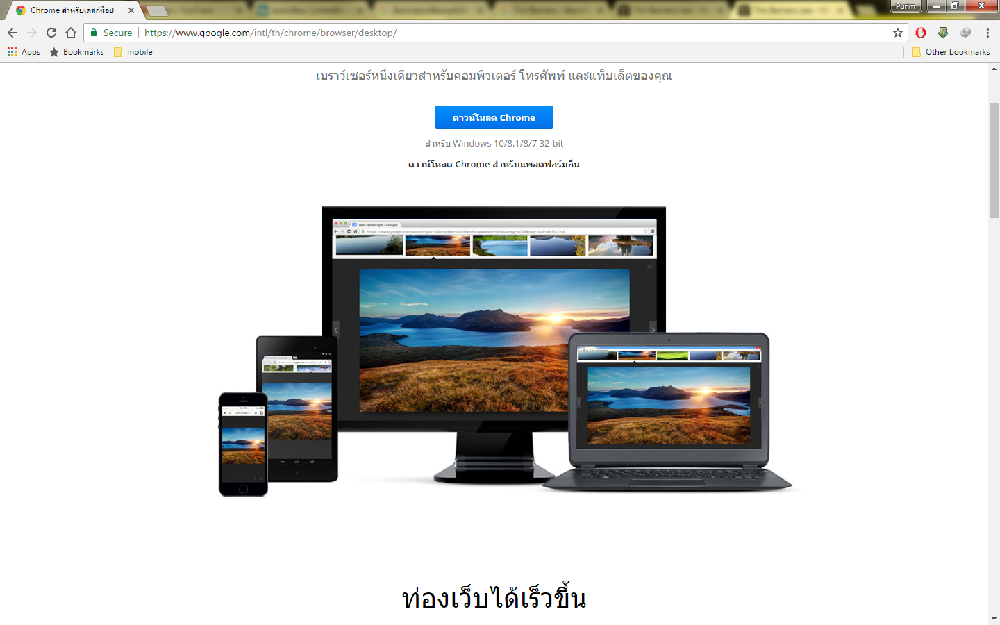 Chrome สำหรับเดสก์ท็อป
Purim
Secure
https://www.google.com/intl/th/chrome/browser/desktop/
Apps
Bookmarks
mobile
Other bookmarks
เบราว์เซอร์หนึ่งเดียวสำหรับคอมพิวเตอร์ โทรศัพท์ และแท็บเล็ตของคุณ
ดาวน์โหลด Chrome
สำหรับ Windows 10/8.1/8/7 32-bit
ดาวน์โหลด Chrome สำหรับแพลตฟอร์มอื่น
lake landscape - Google
ท่องเว็บได้เร็วขึ้น